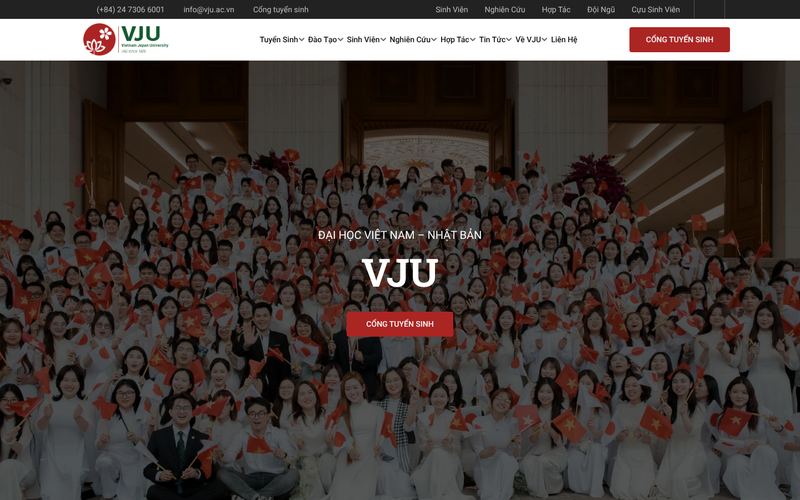 (+84) 24 7306 6001 info@vju.ac.vn Cổng tuyển sinh Sinh Viên Nghiên Cứu Hợp Tác Đội Ngũ Cựu Sinh Viên
VJU
Vietnam Japan University
Tuyển Sinh Đào Tạo Sinh Viên Nghiên Cứu Hợp Tác Tin Tức Về VJU Liên Hệ
CỔNG TUYỂN SINH
ĐẠI HỌC VIỆT NAM – NHẬT BẢN
VJU
CỔNG TUYỂN SINH